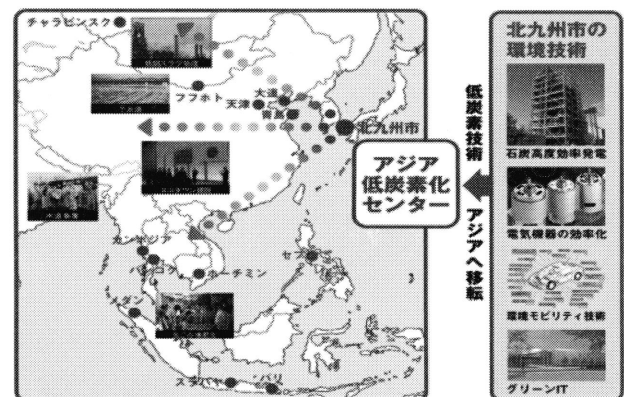 チャラビンスク
フフホト
大連
天津
青島
北九州市
アジア
低炭素化
センター
カンボジア
バンコク
ホーチミン
セブ
メダン
スラバヤ
バリ
低炭素技術 アジアへ移転
北九州市の
環境技術
石炭高度効率発電
電気機器の効率化
環境モビリティ技術
グリーンIT